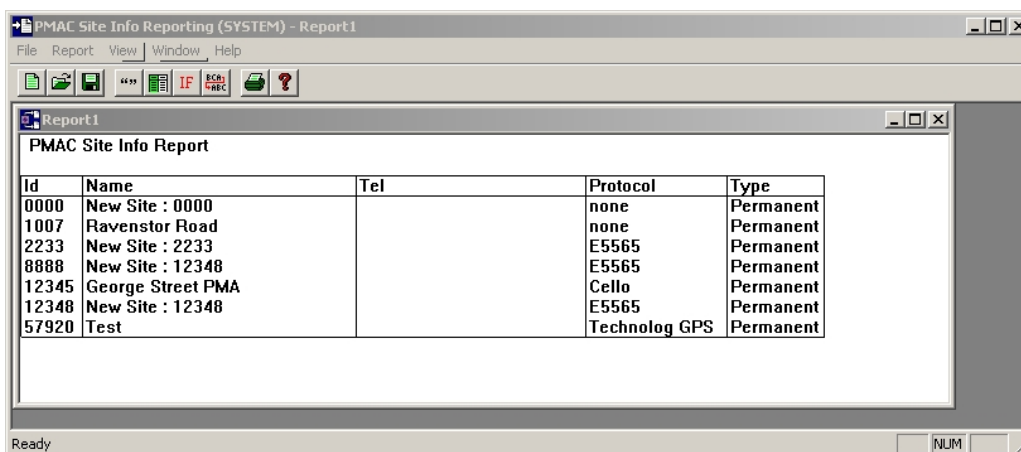 PMAC Site Info Reporting (SYSTEM) - Report1
File Report View Window Help
“” IF BCA ABC ?
Report1
PMAC Site Info Report
Id Name Tel Protocol Type
0000 New Site : 0000 none Permanent
1007 Ravenstor Road none Permanent
2233 New Site : 2233 E5565 Permanent
8888 New Site : 12348 E5565 Permanent
12345 George Street PMA Cello Permanent
12348 New Site : 12348 E5565 Permanent
57920 Test Technolog GPS Permanent
Ready NUM